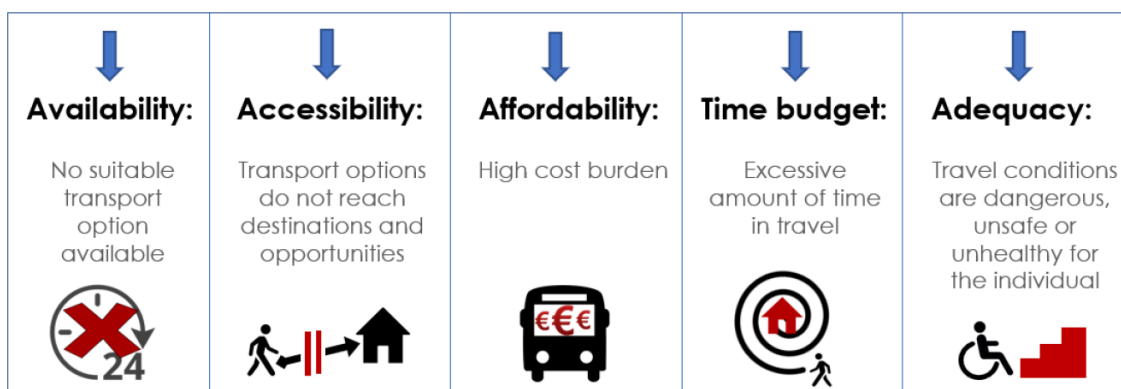 Availability:
No suitable
transport
option
available
24
Accessibility:
Transport options
do not reach
destinations and
opportunities
Affordability:
High cost burden
€€€
Time budget:
Excessive
amount of time
in travel
Adequacy:
Travel conditions
are dangerous,
unsafe or
unhealthy for
the individual